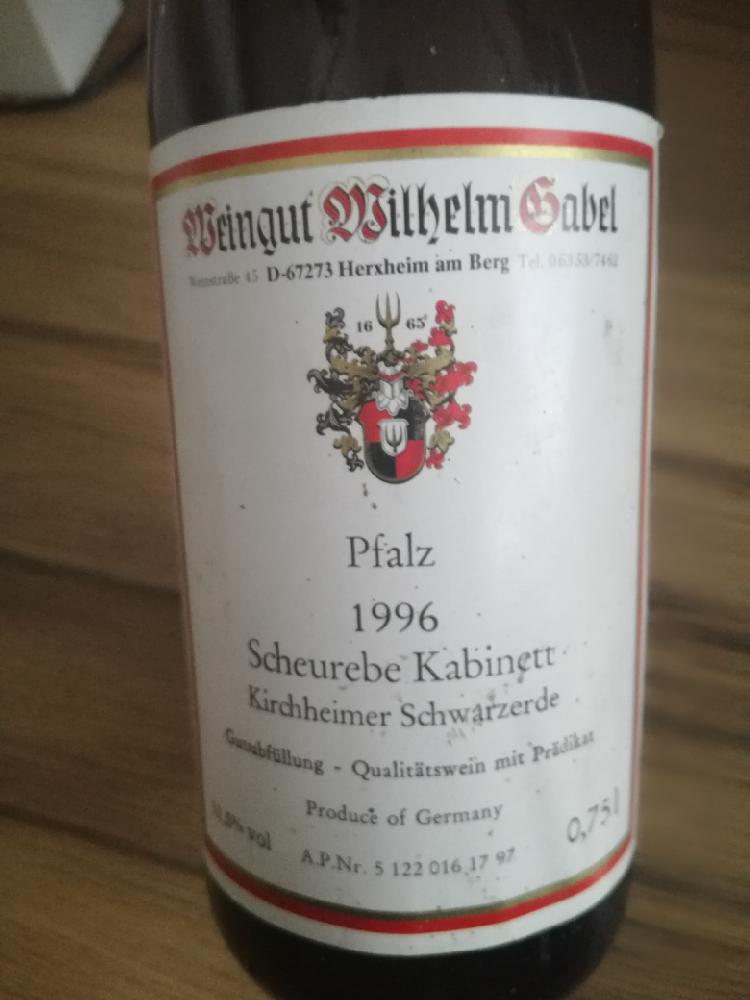 Weingut Wilhelm Gabel
Weinstraße 45 D-67273 Herxheim am Berg Tel. 06353/7462
16 65
Pfalz
1996
Scheurebe Kabinett
Kirchheimer Schwarzerde
Gutsabfüllung - Qualitätswein mit Prädikat
Produce of Germany
vol 0,75 l
A.P.Nr. 5 122 016 17 97